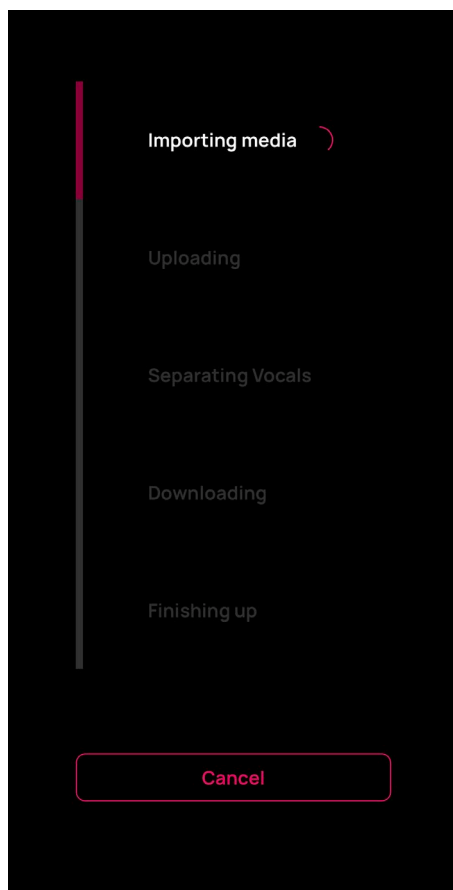 Importing media
Uploading
Separating Vocals
Downloading
Finishing up
Cancel